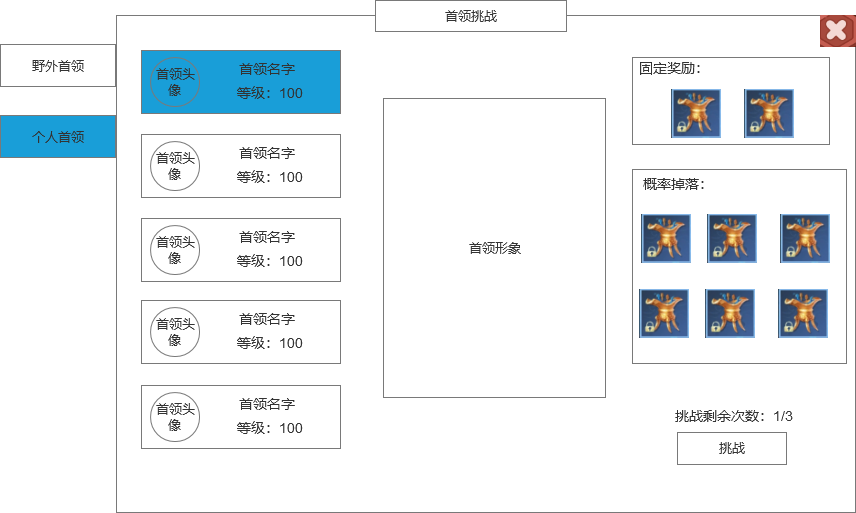 首领挑战
野外首领
个人首领
首领头
像
首领名字
等级：100
首领头
像
首领名字
等级：100
首领头
像
首领名字
等级：100
首领头
像
首领名字
等级：100
首领头
像
首领名字
等级：100
首领形象
固定奖励：
概率掉落：
挑战剩余次数：1/3
挑战